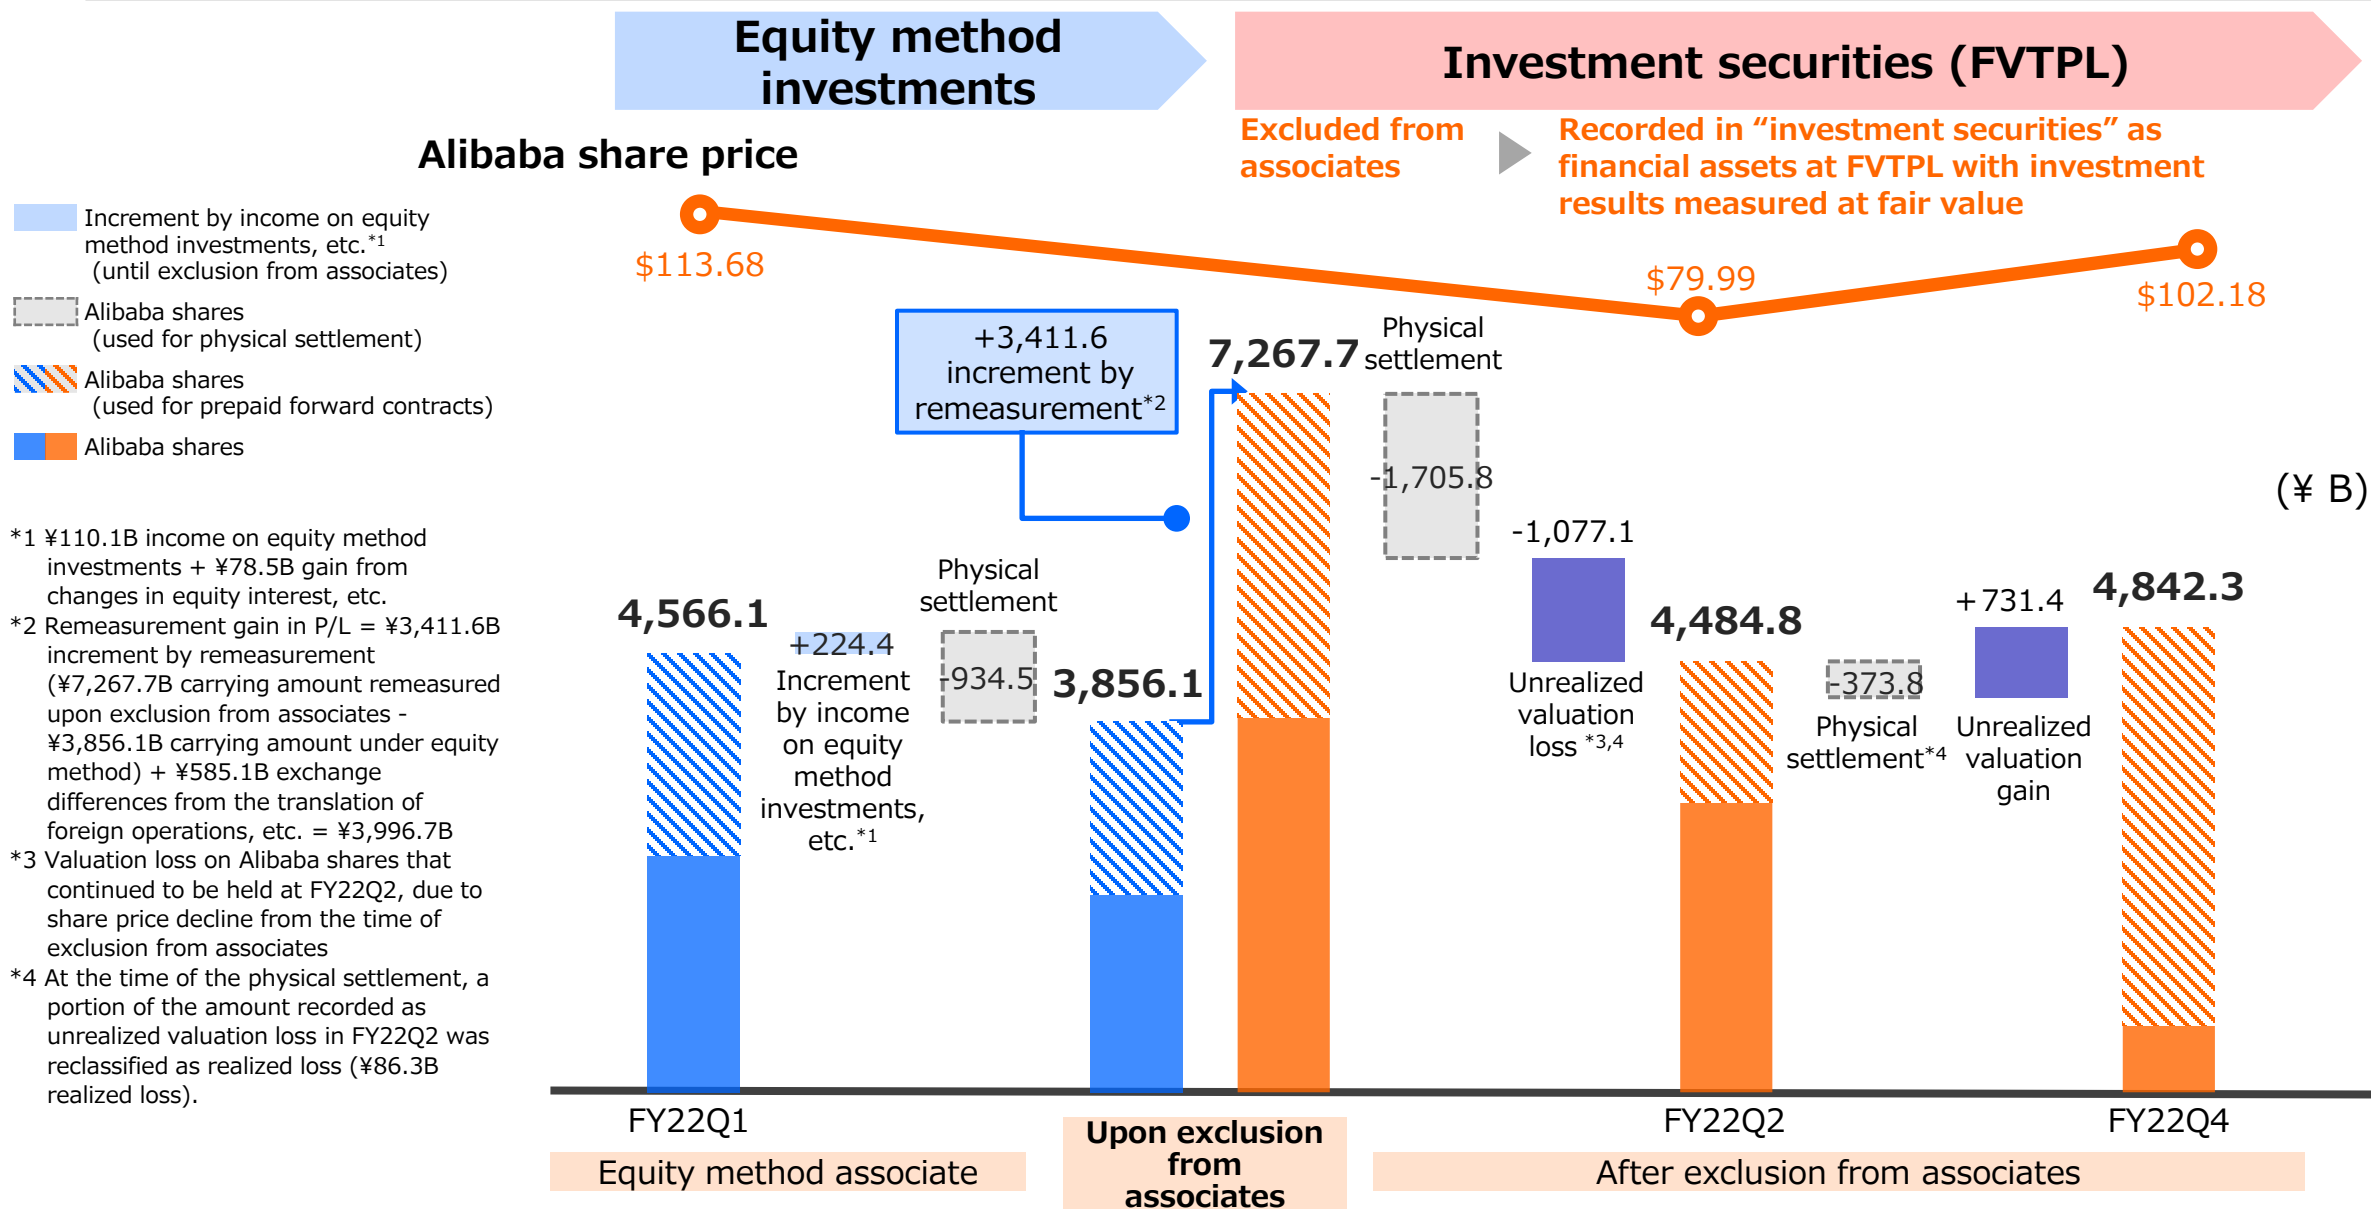 Equity method
investments
Investment securities (FVTPL)
Excluded from
associates
Recorded in “investment securities” as
financial assets at FVTPL with investment
results measured at fair value
Alibaba share price
$113.68
$79.99
$102.18
Increment by income on equity
method investments, etc.*1
(until exclusion from associates)
Alibaba shares
(used for physical settlement)
Alibaba shares
(used for prepaid forward contracts)
Alibaba shares
*1 ¥110.1B income on equity method
investments + ¥78.5B gain from
changes in equity interest, etc.
*2 Remeasurement gain in P/L = ¥3,411.6B
increment by remeasurement
(¥7,267.7B carrying amount remeasured
upon exclusion from associates -
¥3,856.1B carrying amount under equity
method) + ¥585.1B exchange
differences from the translation of
foreign operations, etc. = ¥3,996.7B
*3 Valuation loss on Alibaba shares that
continued to be held at FY22Q2, due to
share price decline from the time of
exclusion from associates
*4 At the time of the physical settlement, a
portion of the amount recorded as
unrealized valuation loss in FY22Q2 was
reclassified as realized loss (¥86.3B
realized loss).
(¥ B)
4,566.1
+224.4
Increment
by income
on equity
method
investments,
etc.*1
Physical
settlement
-934.5
3,856.1
+3,411.6
increment by
remeasurement*2
7,267.7
Physical
settlement
-1,705.8
-1,077.1
Unrealized
valuation
loss *3,4
4,484.8
-373.8
Physical
settlement*4
+731.4
Unrealized
valuation
gain
4,842.3
FY22Q1
FY22Q2
FY22Q4
Equity method associate
Upon exclusion
from
associates
After exclusion from associates